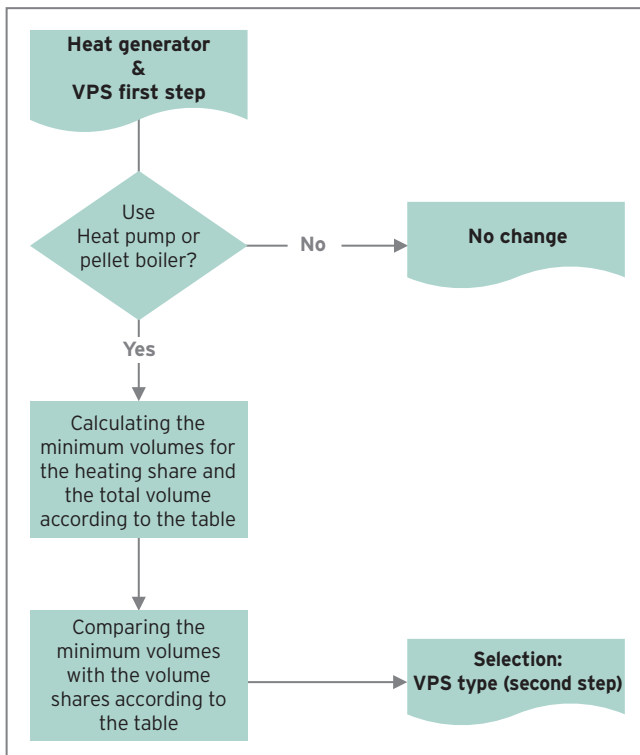 Heat generator
&
VPS first step
Use
Heat pump or
pellet boiler?
No
No change
Yes
Calculating the
minimum volumes for
the heating share and
the total volume
according to the table
Comparing the
minimum volumes
with the volume
shares according to
the table
Selection:
VPS type (second step)